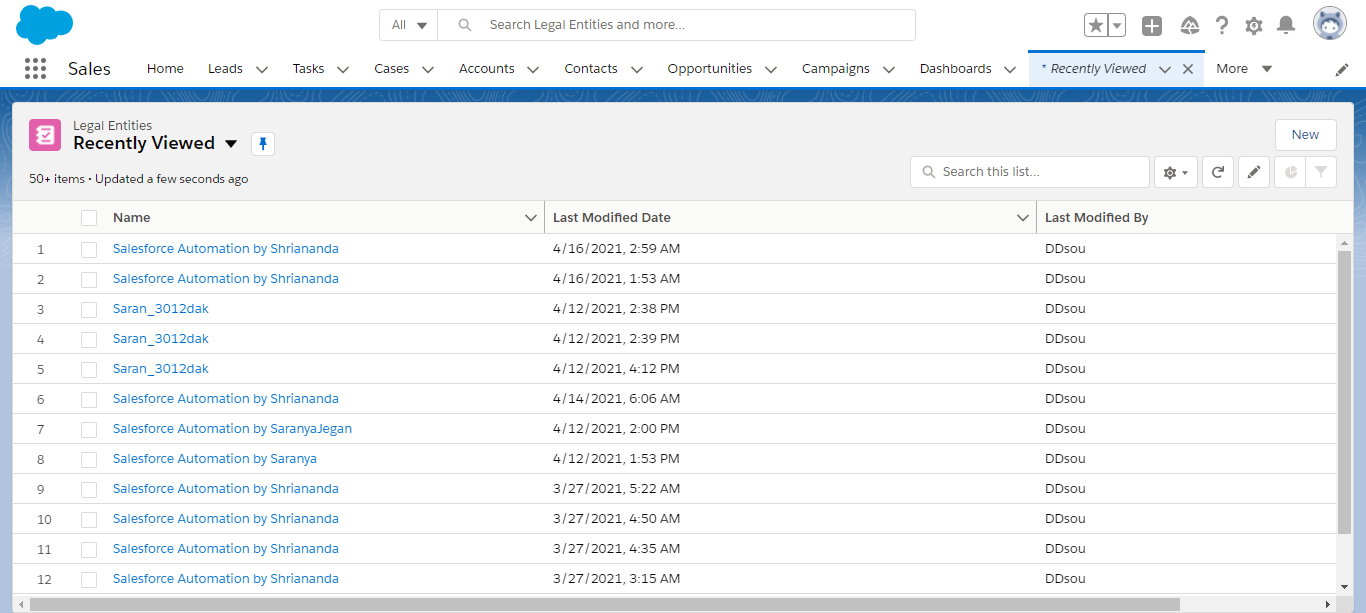 All Search Legal Entities and more...
Sales Home Leads Tasks Cases Accounts Contacts Opportunities Campaigns Dashboards * Recently Viewed More
Legal Entities
Recently Viewed
New
50+ items • Updated a few seconds ago
Search this list...
Name Last Modified Date Last Modified By
1 Salesforce Automation by Shriananda 4/16/2021, 2:59 AM DDsou
2 Salesforce Automation by Shriananda 4/16/2021, 1:53 AM DDsou
3 Saran_3012dak 4/12/2021, 2:38 PM DDsou
4 Saran_3012dak 4/12/2021, 2:39 PM DDsou
5 Saran_3012dak 4/12/2021, 4:12 PM DDsou
6 Salesforce Automation by Shriananda 4/14/2021, 6:06 AM DDsou
7 Salesforce Automation by SaranyaJegan 4/12/2021, 2:00 PM DDsou
8 Salesforce Automation by Saranya 4/12/2021, 1:53 PM DDsou
9 Salesforce Automation by Shriananda 3/27/2021, 5:22 AM DDsou
10 Salesforce Automation by Shriananda 3/27/2021, 4:50 AM DDsou
11 Salesforce Automation by Shriananda 3/27/2021, 4:35 AM DDsou
12 Salesforce Automation by Shriananda 3/27/2021, 3:15 AM DDsou